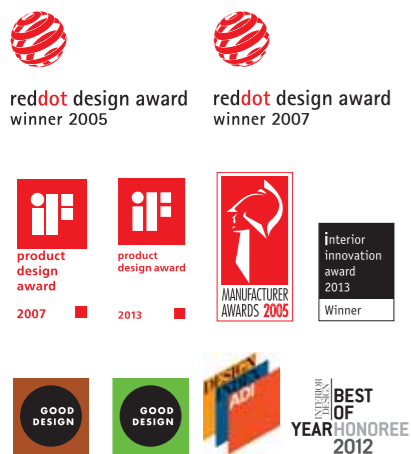 reddot design award
winner 2005
reddot design award
winner 2007
iF
product
design
award
2007
iF
product
design award
2013
MANUFACTURER
AWARDS 2005
interior
innovation
award
2013
Winner
GOOD
DESIGN
GOOD
DESIGN
DESIGN
INDEX
ADI
INTERIOR
DESIGN
BEST
OF
YEAR HONOREE
2012